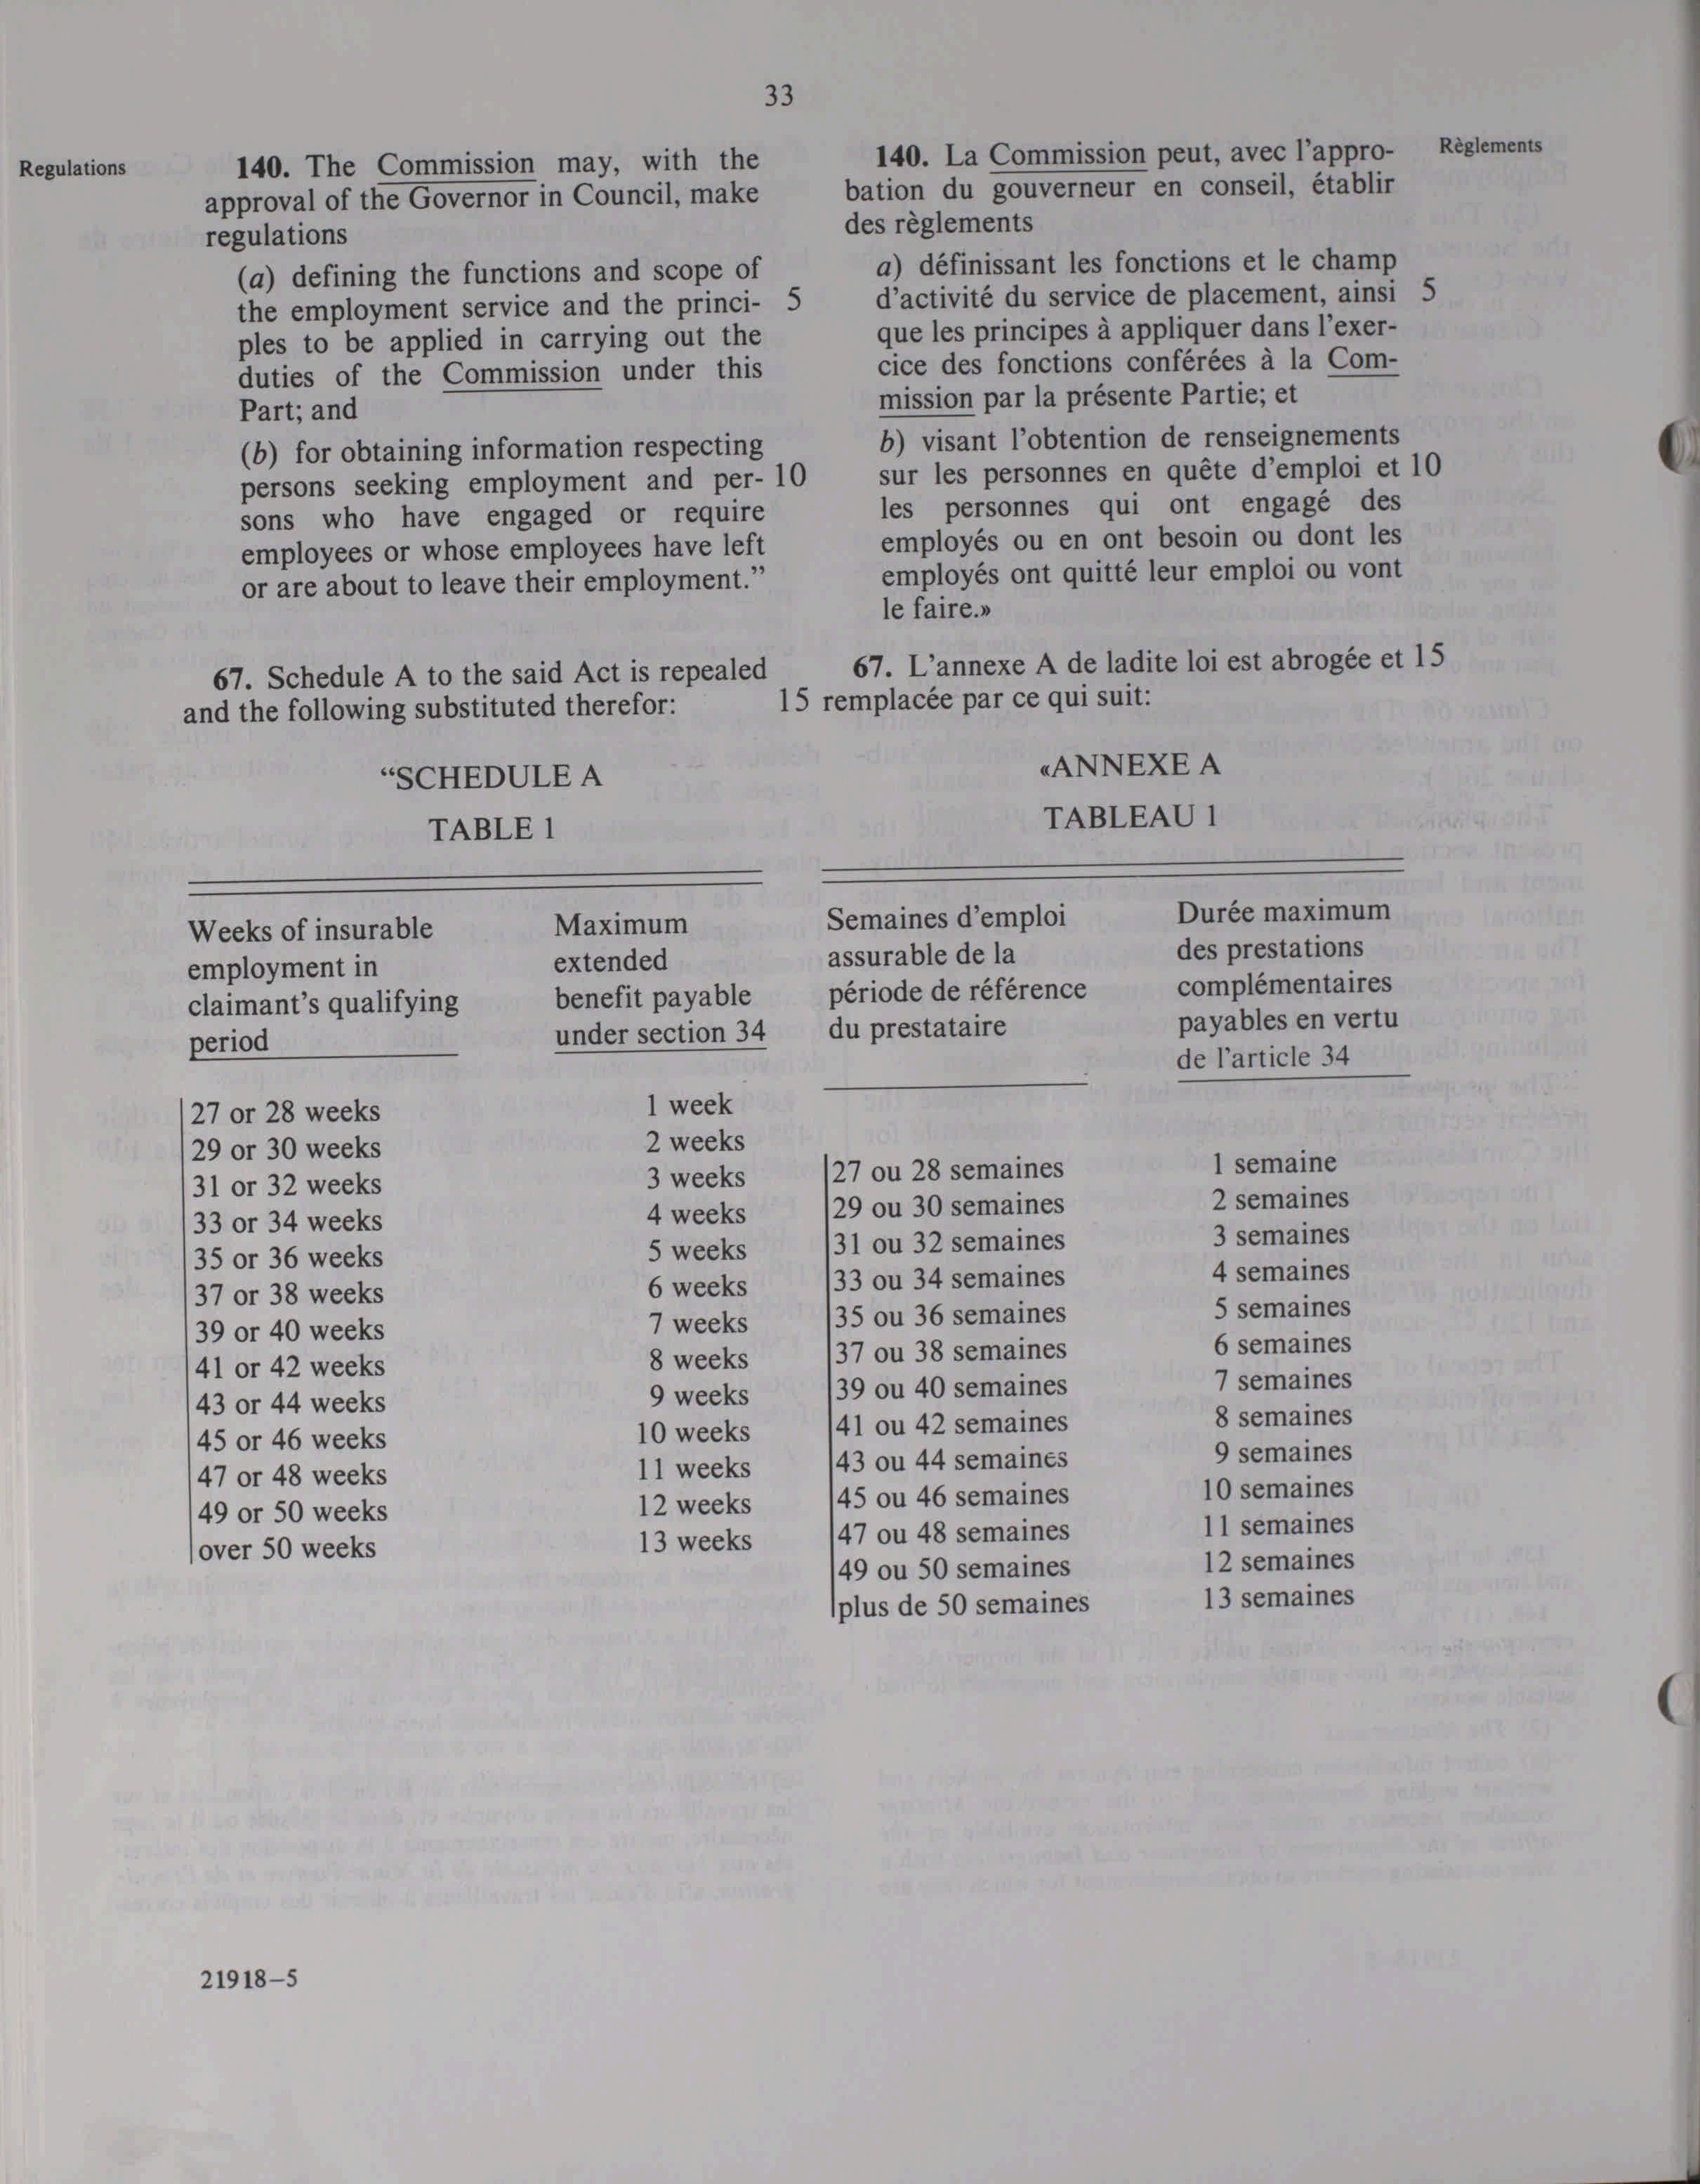 33
Regulations
140. The Commission may, with the
approval of the Governor in Council, make
regulations
(a) defining the functions and scope of
the employment service and the princi- 5
ples to be applied in carrying out the
duties of the Commission under this
Part; and
(b) for obtaining information respecting
persons seeking employment and per- 10
sons who have engaged or require
employees or whose employees have left
or are about to leave their employment.”
67. Schedule A to the said Act is repealed
and the following substituted therefor: 15
“SCHEDULE A
TABLE 1
Weeks of insurable
employment in
claimant’s qualifying
period
Maximum
extended
benefit payable
under section 34
27 or 28 weeks 1 week
29 or 30 weeks 2 weeks
31 or 32 weeks 3 weeks
33 or 34 weeks 4 weeks
35 or 36 weeks 5 weeks
37 or 38 weeks 6 weeks
39 or 40 weeks 7 weeks
41 or 42 weeks 8 weeks
43 or 44 weeks 9 weeks
45 or 46 weeks 10 weeks
47 or 48 weeks 11 weeks
49 or 50 weeks 12 weeks
over 50 weeks 13 weeks
Règlements
140. La Commission peut, avec l’appro-
bation du gouverneur en conseil, établir
des règlements
a) définissant les fonctions et le champ
d’activité du service de placement, ainsi 5
que les principes à appliquer dans l’exer-
cice des fonctions conférées à la Com-
mission par la présente Partie; et
b) visant l’obtention de renseignements
sur les personnes en quête d’emploi et 10
les personnes qui ont engagé des
employés ou en ont besoin ou dont les
employés ont quitté leur emploi ou vont
le faire.»
67. L’annexe A de ladite loi est abrogée et 15
remplacée par ce qui suit:
«ANNEXE A
TABLEAU 1
Semaines d’emploi
assurable de la
période de référence
du prestataire
Durée maximum
des prestations
complémentaires
payables en vertu
de l’article 34
27 ou 28 semaines 1 semaine
29 ou 30 semaines 2 semaines
31 ou 32 semaines 3 semaines
33 ou 34 semaines 4 semaines
35 ou 36 semaines 5 semaines
37 ou 38 semaines 6 semaines
39 ou 40 semaines 7 semaines
41 ou 42 semaines 8 semaines
43 ou 44 semaines 9 semaines
45 ou 46 semaines 10 semaines
47 ou 48 semaines 11 semaines
49 ou 50 semaines 12 semaines
plus de 50 semaines 13 semaines
21918–5